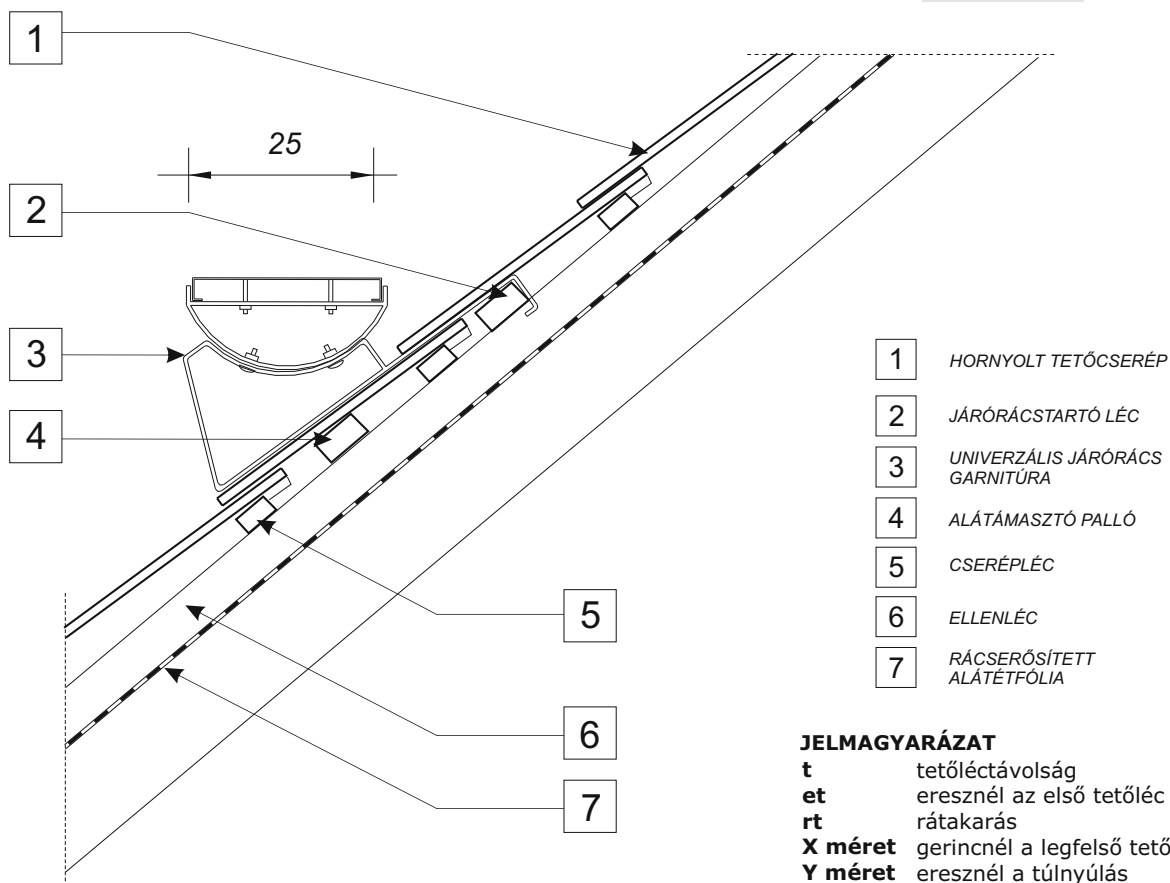 1
25
2
3
4
5
6
7
1 HORNYOLT TETŐCSERÉP
2 JÁRÓRÁCSTARTÓ LÉC
3 UNIVERZÁLIS JÁRÓRÁCS
GARNITÚRA
4 ALÁTÁMASZTÓ PALLÓ
5 CSERÉPLÉC
6 ELLENLÉC
7 RÁCSERŐSÍTETT
ALÁTÉTFÓLIA
JELMAGYARÁZAT
t tetőléctávolság
et eresznél az első tetőléc
rt rátakarás
X méret gerincnél a legfelső tető
Y méret eresznél a túlnyúlás